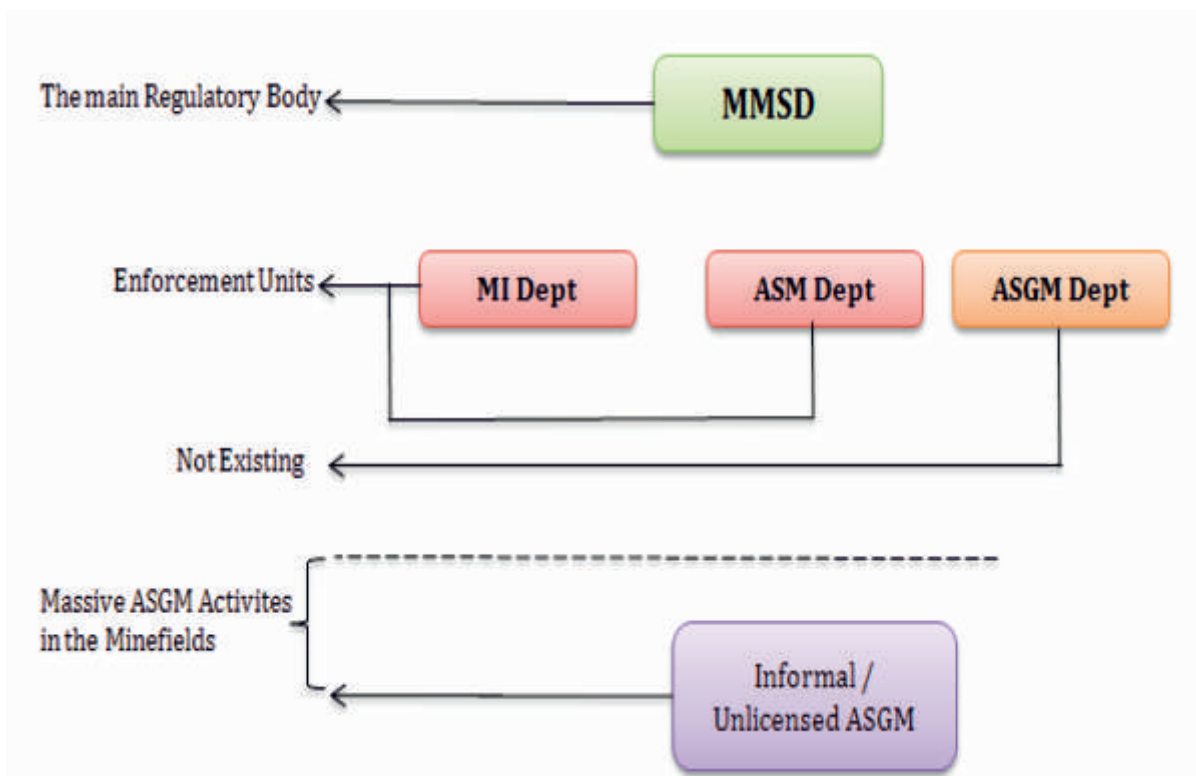 The main Regulatory Body
MMSD
Enforcement Units
MI Dept
ASM Dept
ASGM Dept
Not Existing
Massive ASGM Activites
in the Minefields
Informal /
Unlicensed ASGM